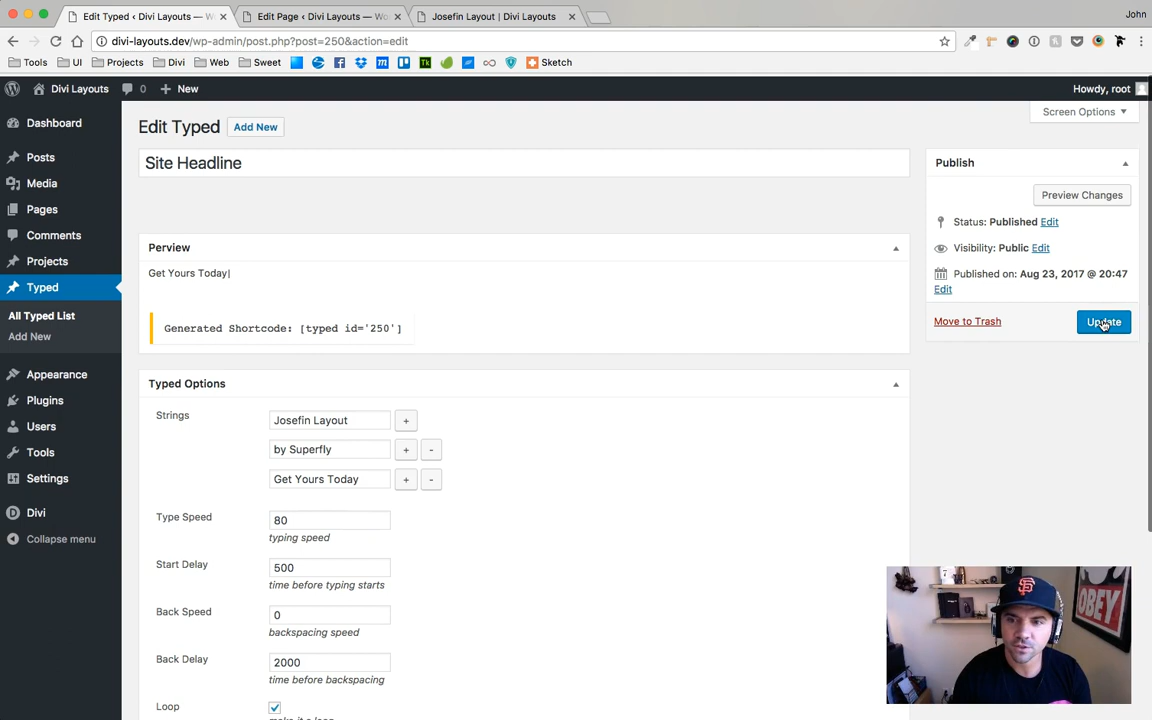 Edit Typed ‹ Divi Layouts — W
Edit Page ‹ Divi Layouts — Wo
Josefin Layout | Divi Layouts
John
divi-layouts.dev/wp-admin/post.php?post=250&action=edit
Tools
UI
Projects
Divi
Web
Sweet
Sketch
Divi Layouts
0
New
Howdy, root
Dashboard
Posts
Media
Pages
Comments
Projects
Typed
All Typed List
Add New
Appearance
Plugins
Users
Tools
Settings
Divi
Collapse menu
Screen Options
Edit Typed
Add New
Site Headline
Perview
Get Yours Today|
Generated Shortcode: [typed id='250']
Typed Options
Strings
Josefin Layout
+
by Superfly
+ -
Get Yours Today
+ -
Type Speed
80
typing speed
Start Delay
500
time before typing starts
Back Speed
0
backspacing speed
Back Delay
2000
time before backspacing
Loop
Publish
Preview Changes
Status: Published Edit
Visibility: Public Edit
Published on: Aug 23, 2017 @ 20:47
Edit
Move to Trash
Update
OBEY